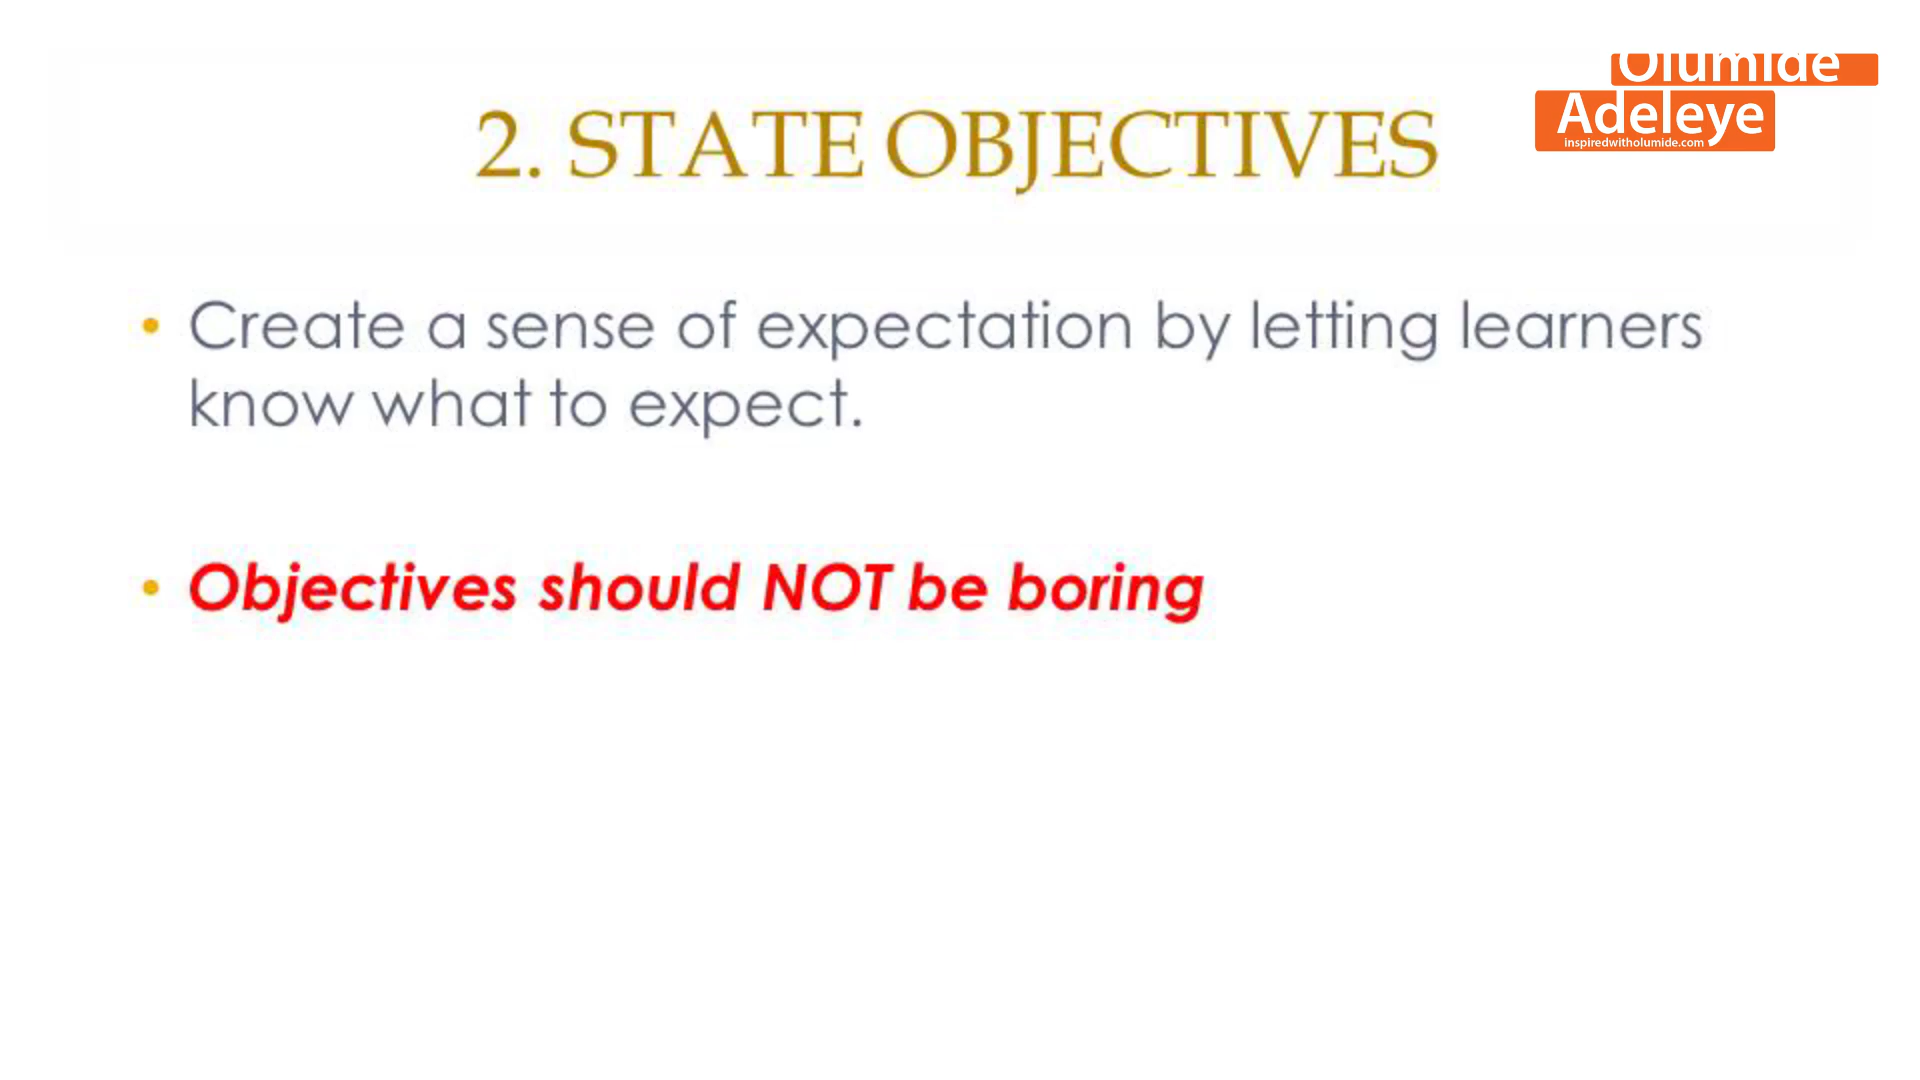 Olumide
Adeleye
inspiredwitholumide.com
2. STATE OBJECTIVES
• Create a sense of expectation by letting learners
know what to expect.
• Objectives should NOT be boring